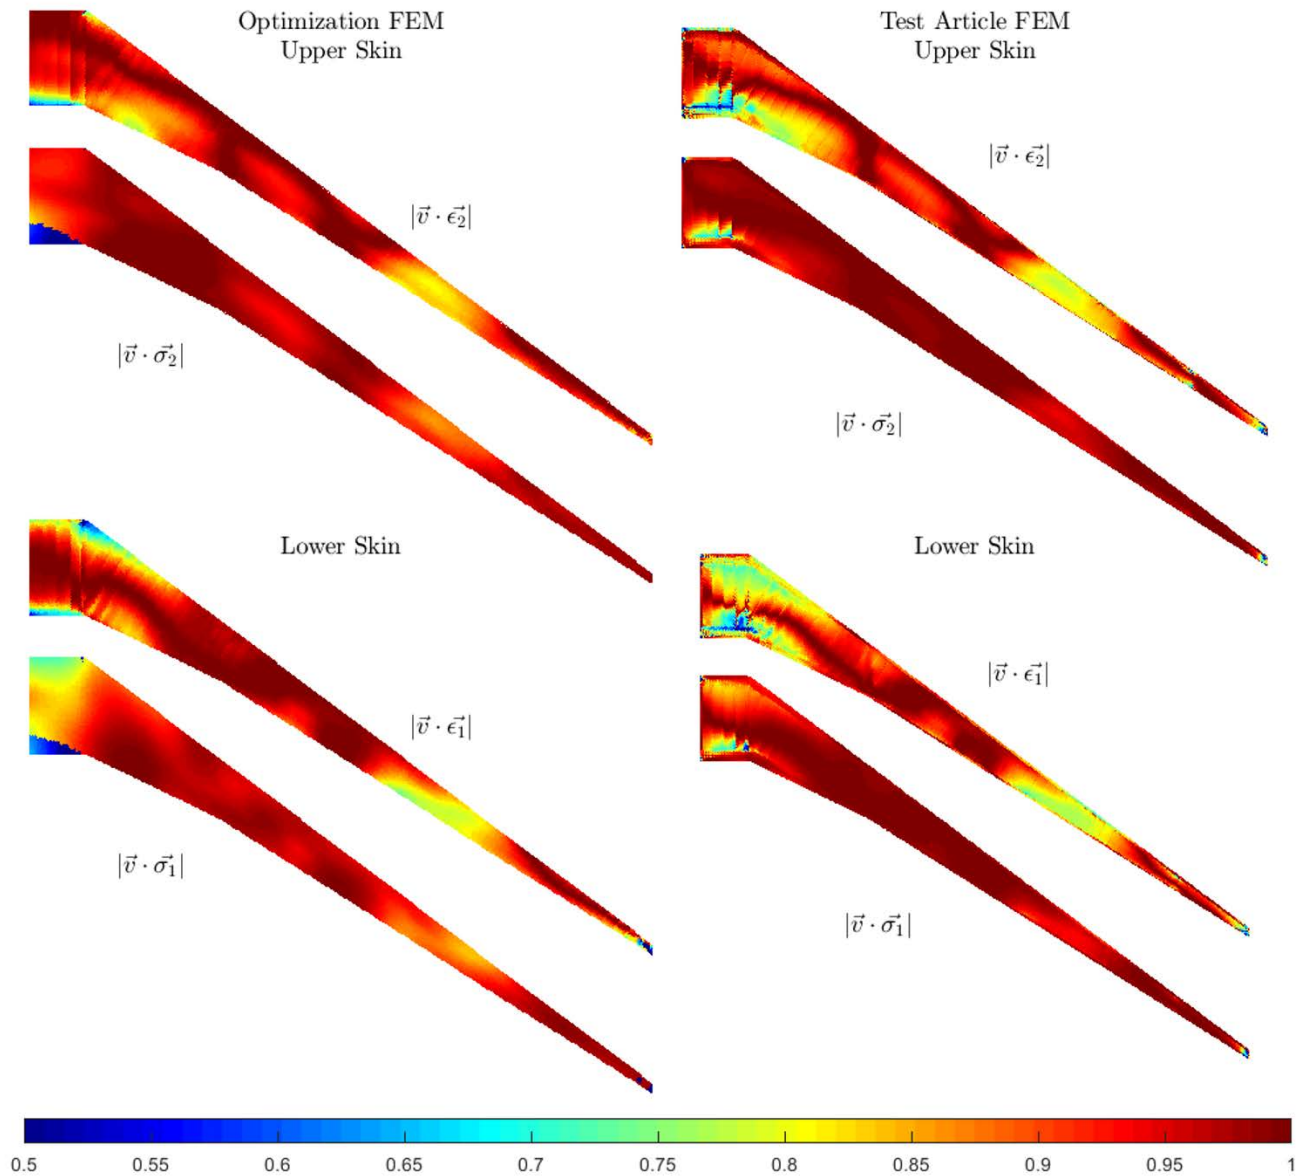 Optimization FEM
Upper Skin
Test Article FEM
Upper Skin
|v⃗ · ϵ⃗₂|
|v⃗ · ϵ⃗₂|
|v⃗ · σ⃗₂|
|v⃗ · σ⃗₂|
Lower Skin
Lower Skin
|v⃗ · ϵ⃗₁|
|v⃗ · ϵ⃗₁|
|v⃗ · σ⃗₁|
|v⃗ · σ⃗₁|
0.5 0.55 0.6 0.65 0.7 0.75 0.8 0.85 0.9 0.95 1